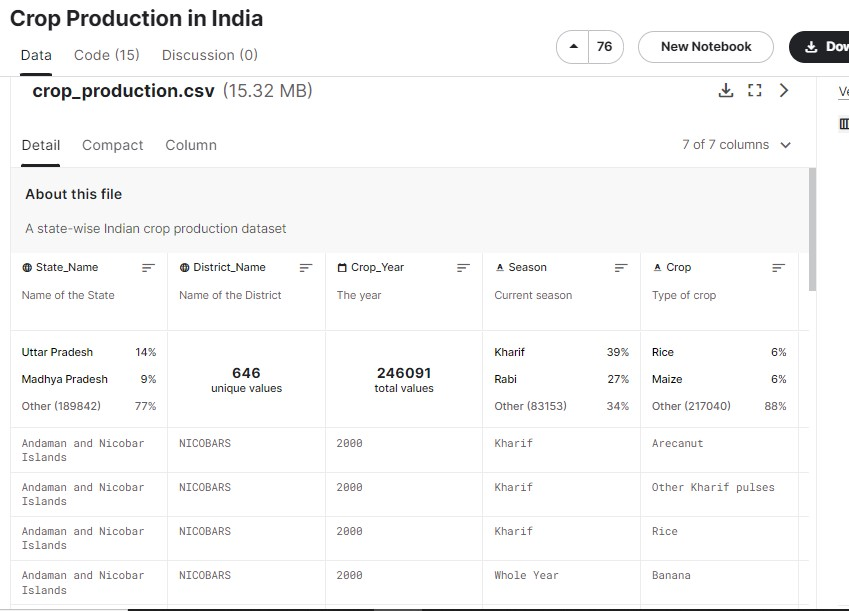 Crop Production in India
Data Code (15) Discussion (0)
76
New Notebook
crop_production.csv (15.32 MB)
Detail Compact Column
7 of 7 columns
About this file
A state-wise Indian crop production dataset
State_Name District_Name Crop_Year Season Crop
Name of the State Name of the District The year Current season Type of crop
Uttar Pradesh 14% Kharif 39% Rice 6%
646 246091
Madhya Pradesh 9% unique values total values Rabi 27% Maize 6%
Other (189842) 77% Other (83153) 34% Other (217040) 88%
Andaman and Nicobar NICOBARS 2000 Kharif Arecanut
Islands
Andaman and Nicobar NICOBARS 2000 Kharif Other Kharif pulses
Islands
Andaman and Nicobar NICOBARS 2000 Kharif Rice
Islands
Andaman and Nicobar NICOBARS 2000 Whole Year Banana
Islands